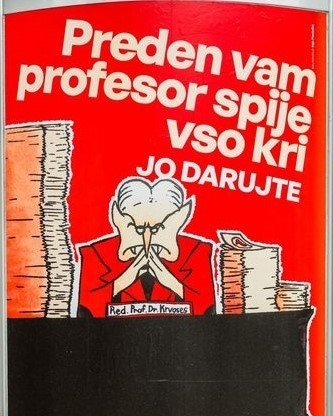 Preden vam
profesor spije
vso kri
JO DARUJTE
Red. Prof. Dr. Krvoses